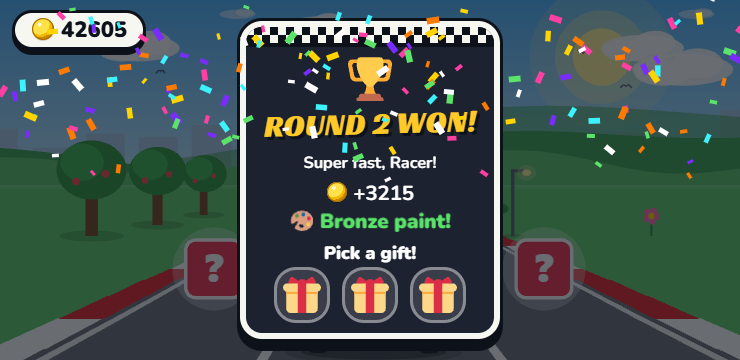 42605
ROUND 2 WON!
Super fast, Racer!
+3215
Bronze paint!
Pick a gift!
? ?